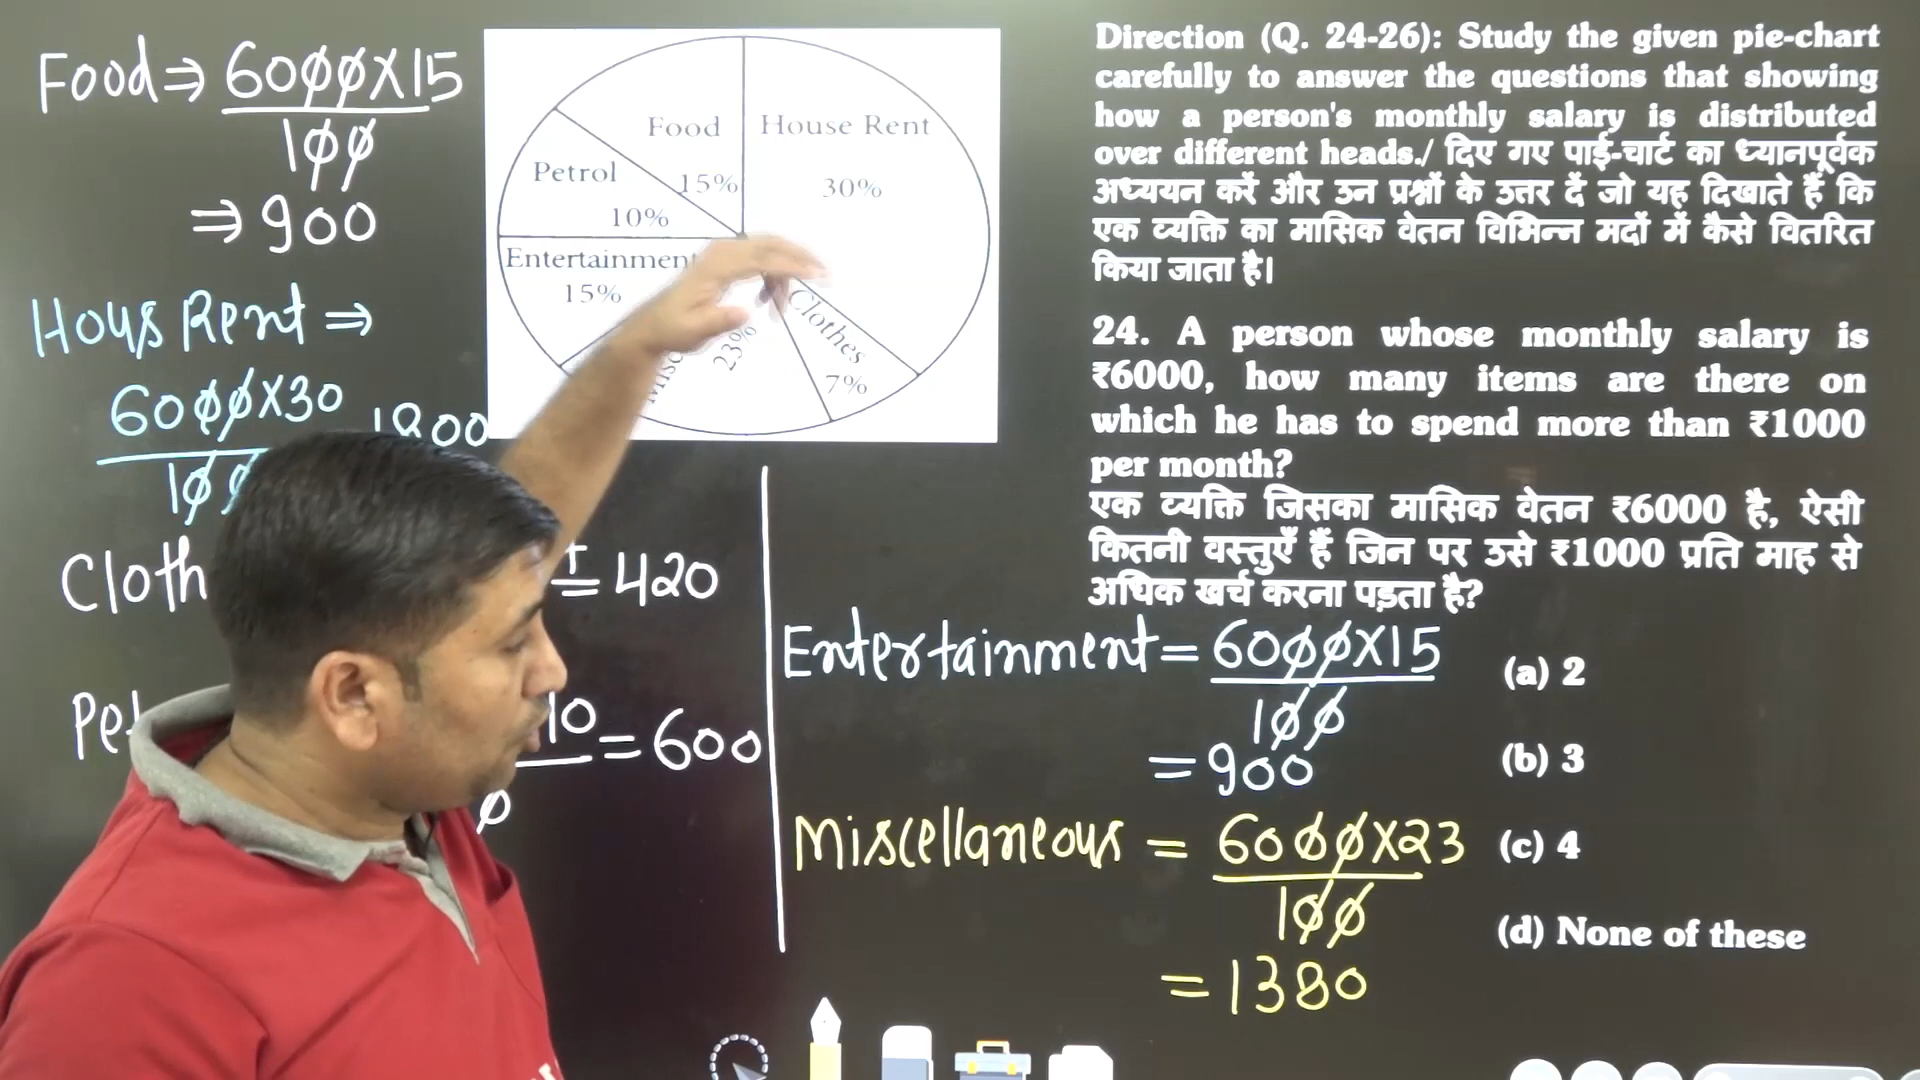 Food ⇒ 6000×15
100
⇒ 900
Hous Rent ⇒
6000×30
1800
Cloth
= 420
Pet
10
= 600
Food
15%
House Rent
30%
Petrol
10%
Entertainmen
15%
23%
Clothes
7%
Direction (Q. 24-26): Study the given pie-chart
carefully to answer the questions that showing
how a person's monthly salary is distributed
over different heads./ दिए गए पाई-चार्ट का ध्यानपूर्वक
अध्ययन करें और उन प्रश्नों के उत्तर दें जो यह दिखाते हैं कि
एक व्यक्ति का मासिक वेतन विभिन्न मदों में कैसे वितरित
किया जाता है।
24. A person whose monthly salary is
₹6000, how many items are there on
which he has to spend more than ₹1000
per month?
एक व्यक्ति जिसका मासिक वेतन ₹6000 है, ऐसी
कितनी वस्तुएँ हैं जिन पर उसे ₹1000 प्रति माह से
अधिक खर्च करना पड़ता है?
(a) 2
(b) 3
(c) 4
(d) None of these
Entertainment = 6000×15
100
= 900
Miscellaneous = 6000×23
100
= 1380